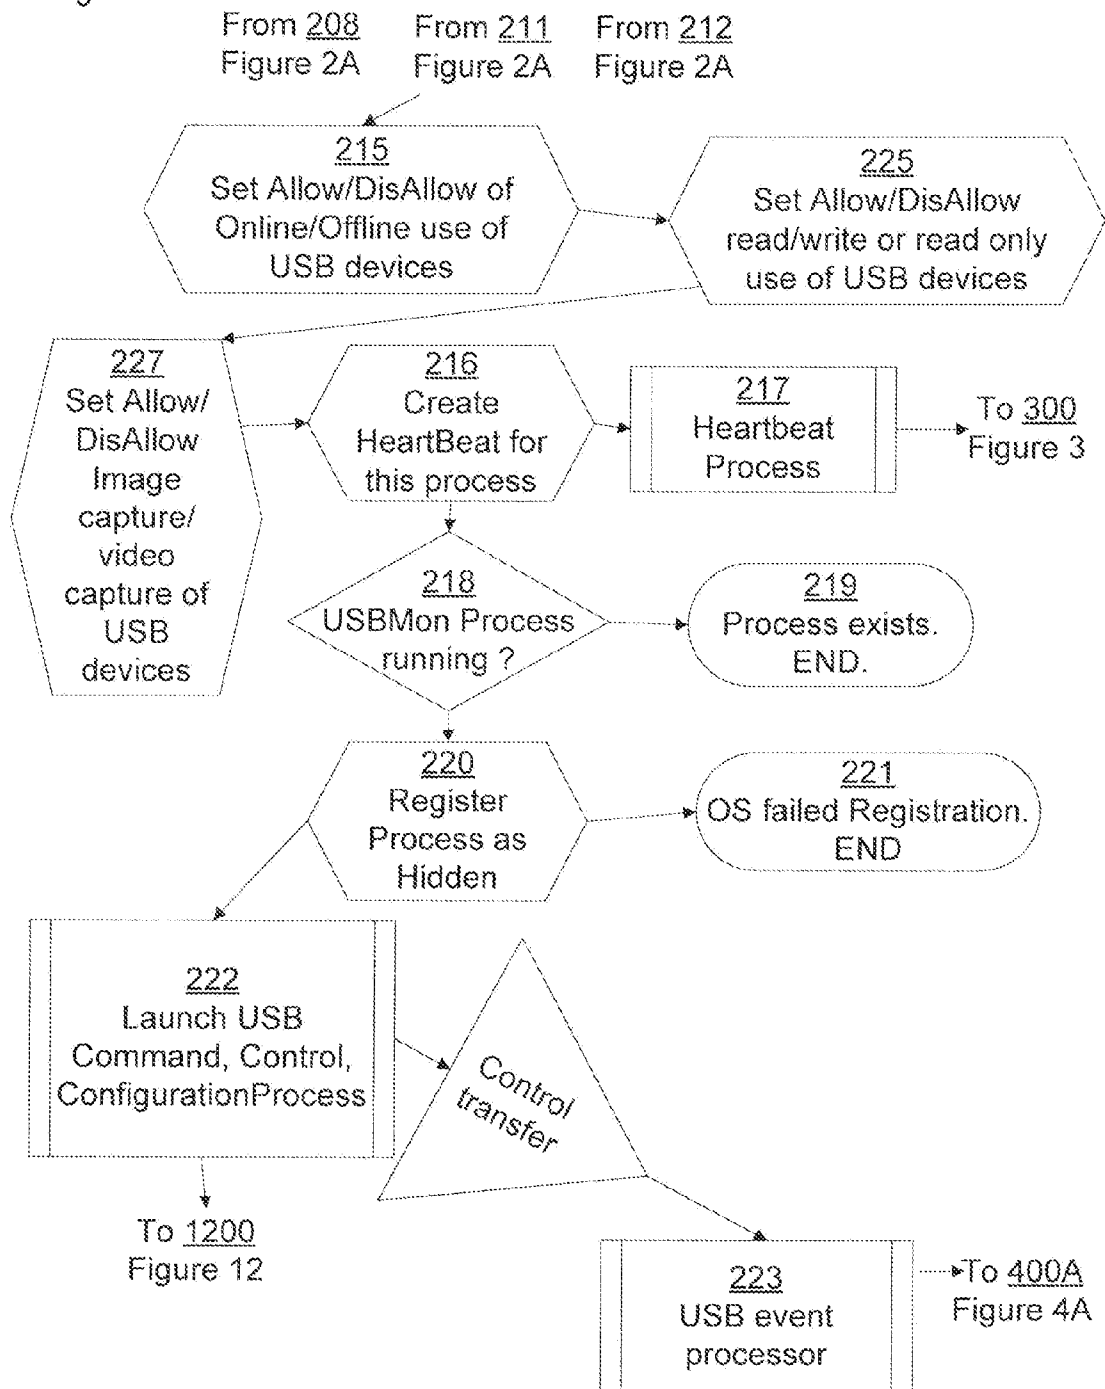 From 208
Figure 2A
From 211
Figure 2A
From 212
Figure 2A
215
Set Allow/DisAllow of
Online/Offline use of
USB devices
225
Set Allow/DisAllow
read/write or read only
use of USB devices
227
Set Allow/
DisAllow
Image
capture/
video
capture of
USB
devices
216
Create
HeartBeat for
this process
217
Heartbeat
Process
To 300
Figure 3
218
USBMon Process
running ?
219
Process exists.
END.
220
Register
Process as
Hidden
221
OS failed Registration.
END
222
Launch USB
Command, Control,
ConfigurationProcess
Control
transfer
To 1200
Figure 12
223
USB event
processor
To 400A
Figure 4A